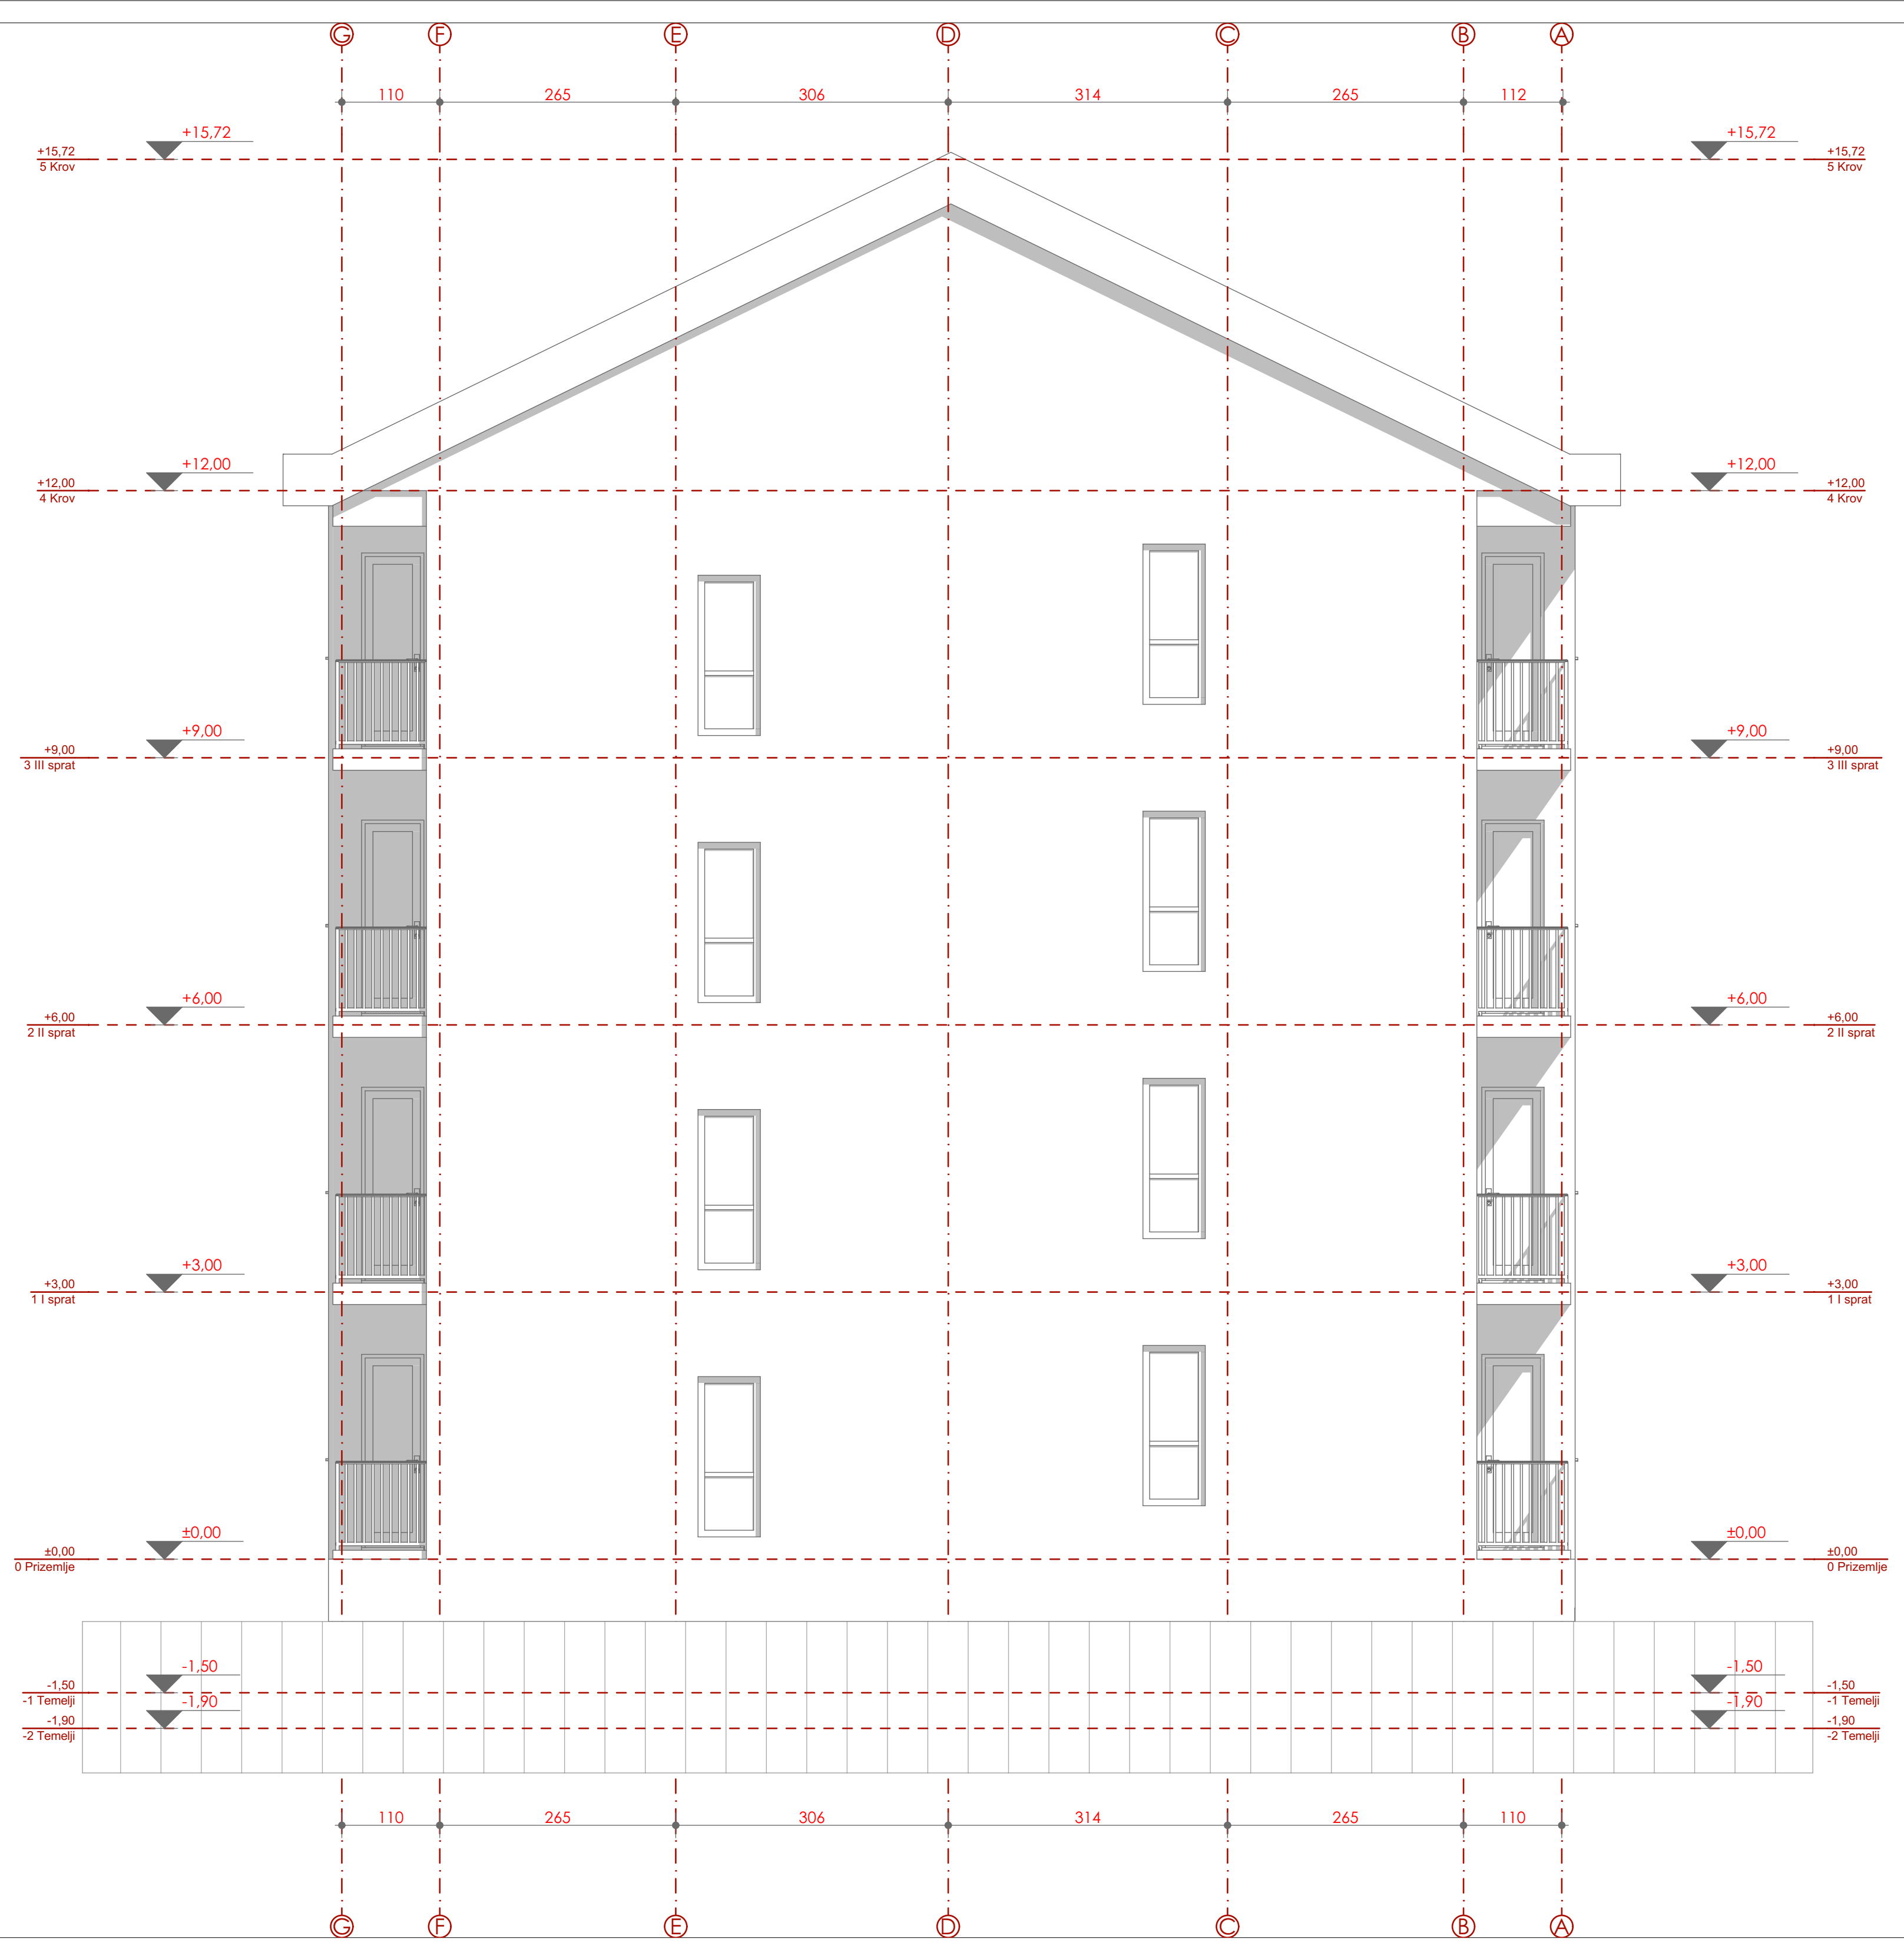 G F E D C B A
110 265 306 314 265 112
+15,72 +15,72
+15,72 +15,72
5 Krov 5 Krov
+12,00 +12,00
+12,00 +12,00
4 Krov 4 Krov
+9,00 +9,00
+9,00 +9,00
3 III sprat 3 III sprat
+6,00 +6,00
+6,00 +6,00
2 II sprat 2 II sprat
+3,00 +3,00
+3,00 +3,00
1 I sprat 1 I sprat
±0,00 ±0,00
±0,00 ±0,00
0 Prizemlje 0 Prizemlje
-1,50 -1,50
-1,50 -1,50
-1 Temelji -1 Temelji
-1,90 -1,90
-1,90 -1,90
-2 Temelji -2 Temelji
110 265 306 314 265 110
G F E D C B A